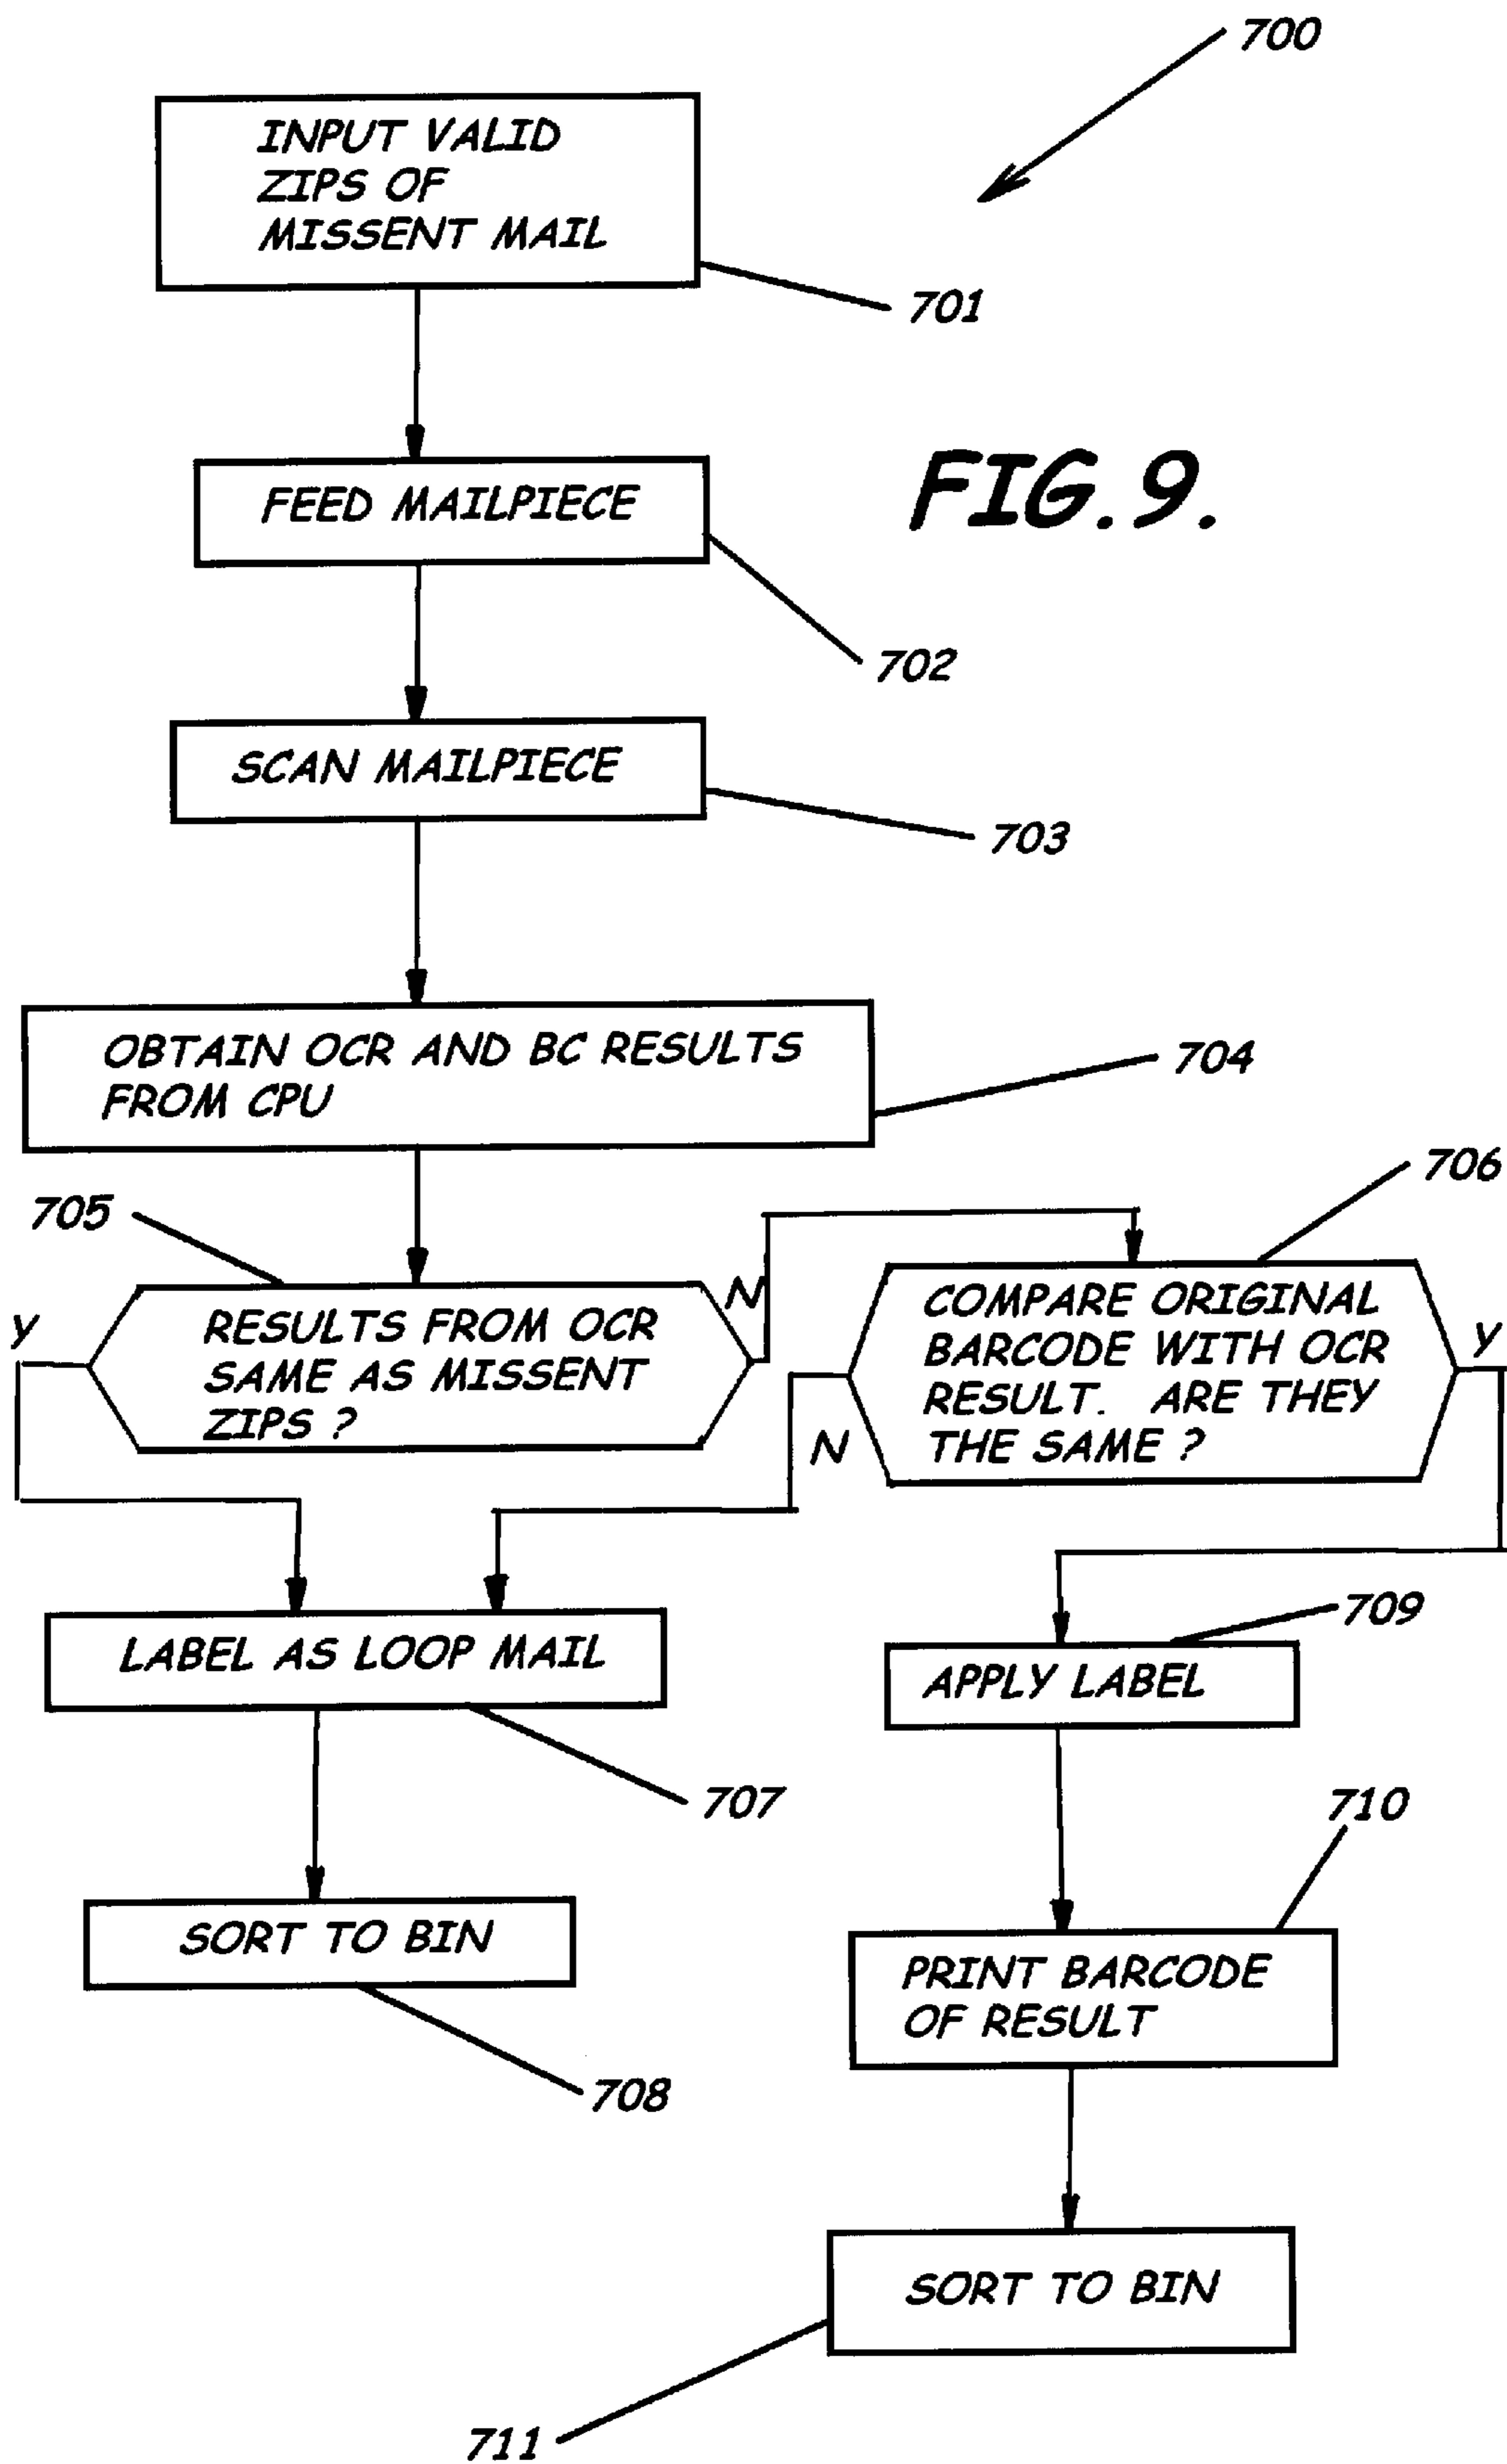 700
INPUT VALID
ZIPS OF
MISSENT MAIL
701
FIG. 9.
FEED MAILPIECE
702
SCAN MAILPIECE
703
OBTAIN OCR AND BC RESULTS
FROM CPU
704
705
706
Y
RESULTS FROM OCR
SAME AS MISSENT
ZIPS ?
N
COMPARE ORIGINAL
BARCODE WITH OCR
RESULT. ARE THEY
THE SAME ?
Y
N
LABEL AS LOOP MAIL
707
709
APPLY LABEL
SORT TO BIN
708
710
PRINT BARCODE
OF RESULT
SORT TO BIN
711